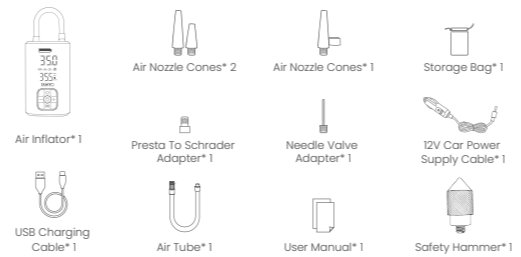 350
355
Air Nozzle Cones* 2
Air Nozzle Cones* 1
Storage Bag* 1
Air Inflator* 1
Presta To Schrader
Adapter* 1
Needle Valve
Adapter* 1
12V Car Power
Supply Cable* 1
USB Charging
Cable* 1
Air Tube* 1
User Manual* 1
Safety Hammer* 1